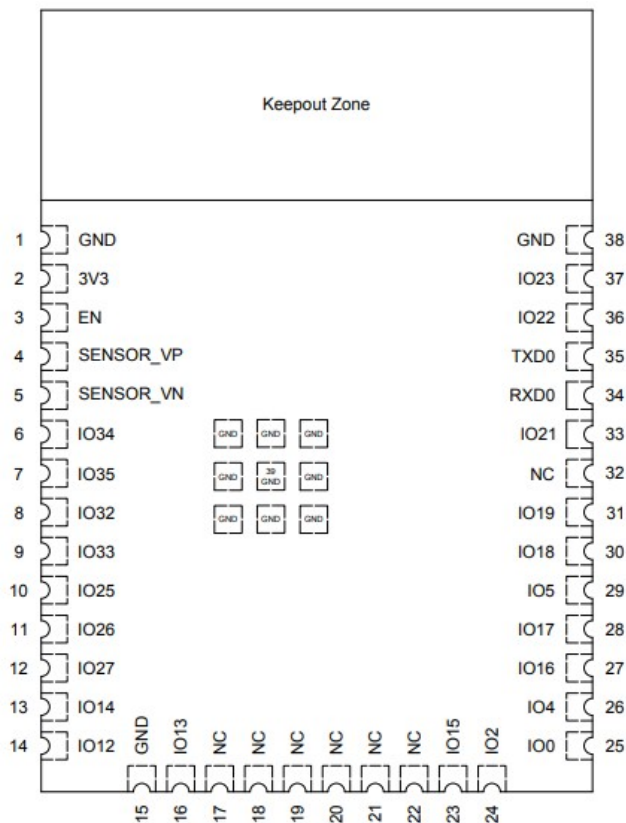 Keepout Zone
1 GND GND 38
2 3V3 IO23 37
3 EN IO22 36
4 SENSOR_VP TXD0 35
5 SENSOR_VN RXD0 34
6 IO34 GND GND GND IO21 33
39
7 IO35 GND GND GND NC 32
8 IO32 GND GND GND IO19 31
9 IO33 IO18 30
10 IO25 IO5 29
11 IO26 IO17 28
12 IO27 IO16 27
13 IO14 IO4 26
14 IO12 IO0 25
GND IO13 NC NC NC NC NC NC IO15 IO2
15 16 17 18 19 20 21 22 23 24